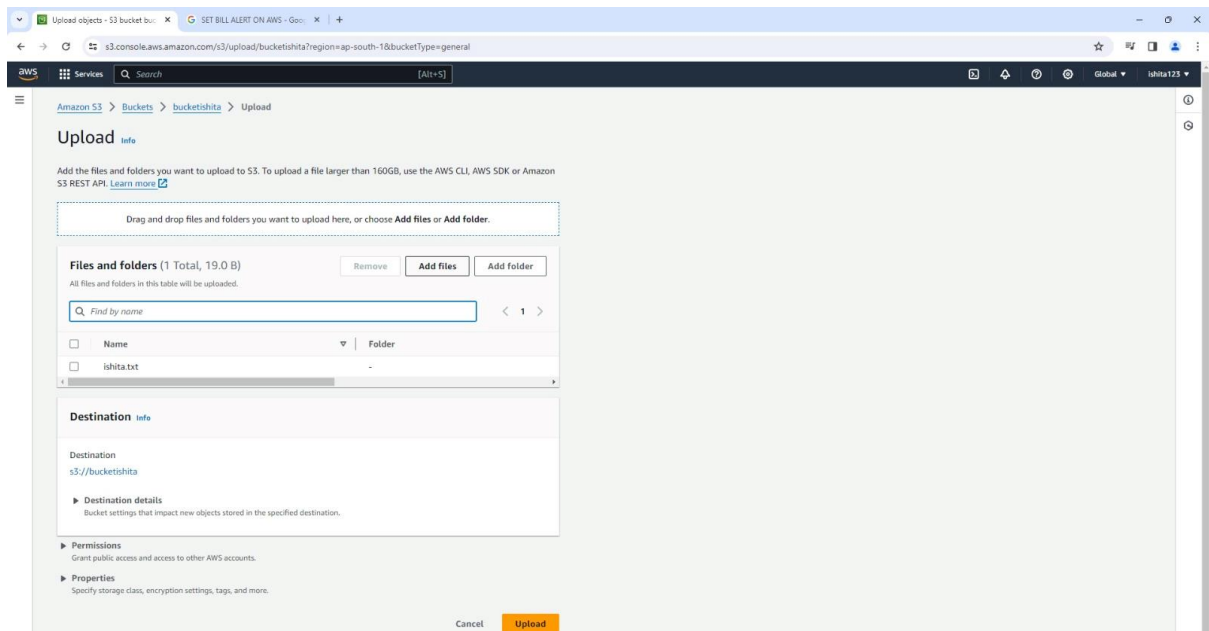 Upload objects - S3 bucket buc
G SET BILL ALERT ON AWS - Goo
s3.console.aws.amazon.com/s3/upload/bucketishita?region=ap-south-1&bucketType=general
aws Services Search [Alt+S] Global ishita123
Amazon S3 > Buckets > bucketishita > Upload
Upload Info
Add the files and folders you want to upload to S3. To upload a file larger than 160GB, use the AWS CLI, AWS SDK or Amazon
S3 REST API. Learn more
Drag and drop files and folders you want to upload here, or choose Add files or Add folder.
Files and folders (1 Total, 19.0 B)
Remove Add files Add folder
All files and folders in this table will be uploaded.
Find by name
< 1 >
Name Folder
ishita.txt -
Destination Info
Destination
s3://bucketishita
Destination details
Bucket settings that impact new objects stored in the specified destination.
Permissions
Grant public access and access to other AWS accounts.
Properties
Specify storage class, encryption settings, tags, and more.
Cancel Upload